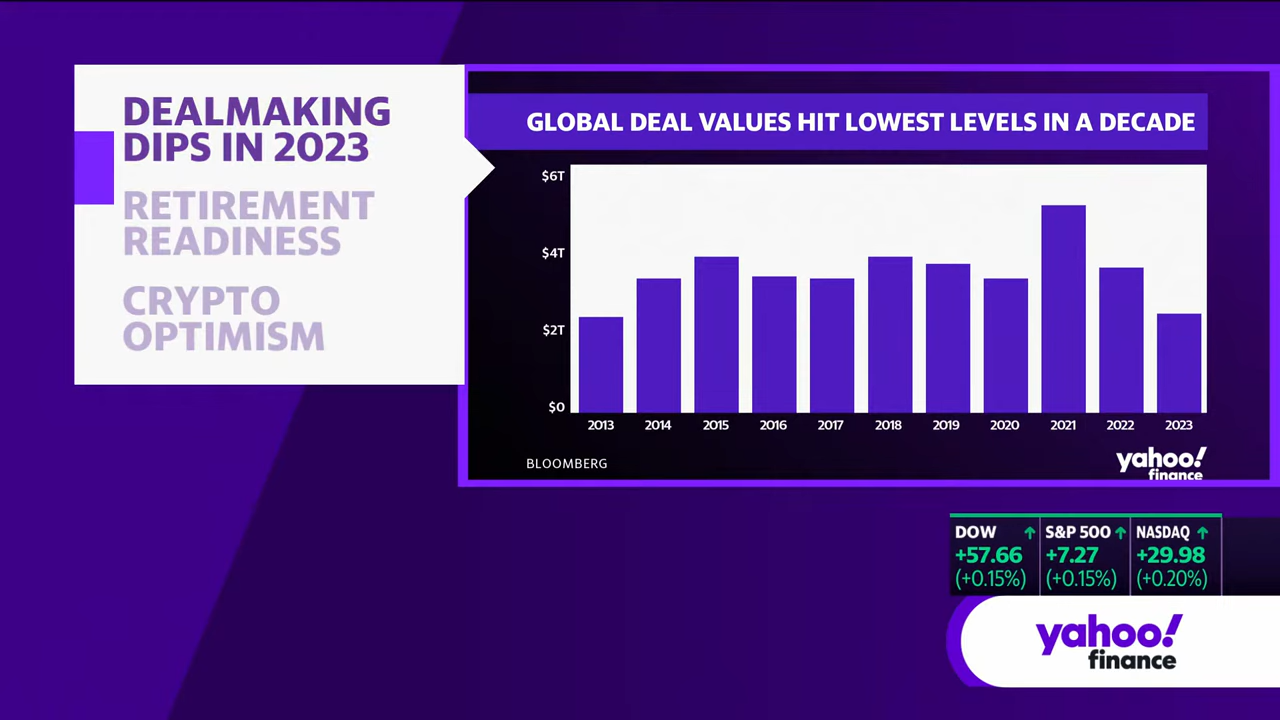 DEALMAKING
DIPS IN 2023
RETIREMENT
READINESS
CRYPTO
OPTIMISM
GLOBAL DEAL VALUES HIT LOWEST LEVELS IN A DECADE
$6T
$4T
$2T
$0
2013 2014 2015 2016 2017 2018 2019 2020 2021 2022 2023
BLOOMBERG
yahoo!
finance
DOW S&P 500 NASDAQ
+57.66 +7.27 +29.98
(+0.15%) (+0.15%) (+0.20%)
yahoo!
finance